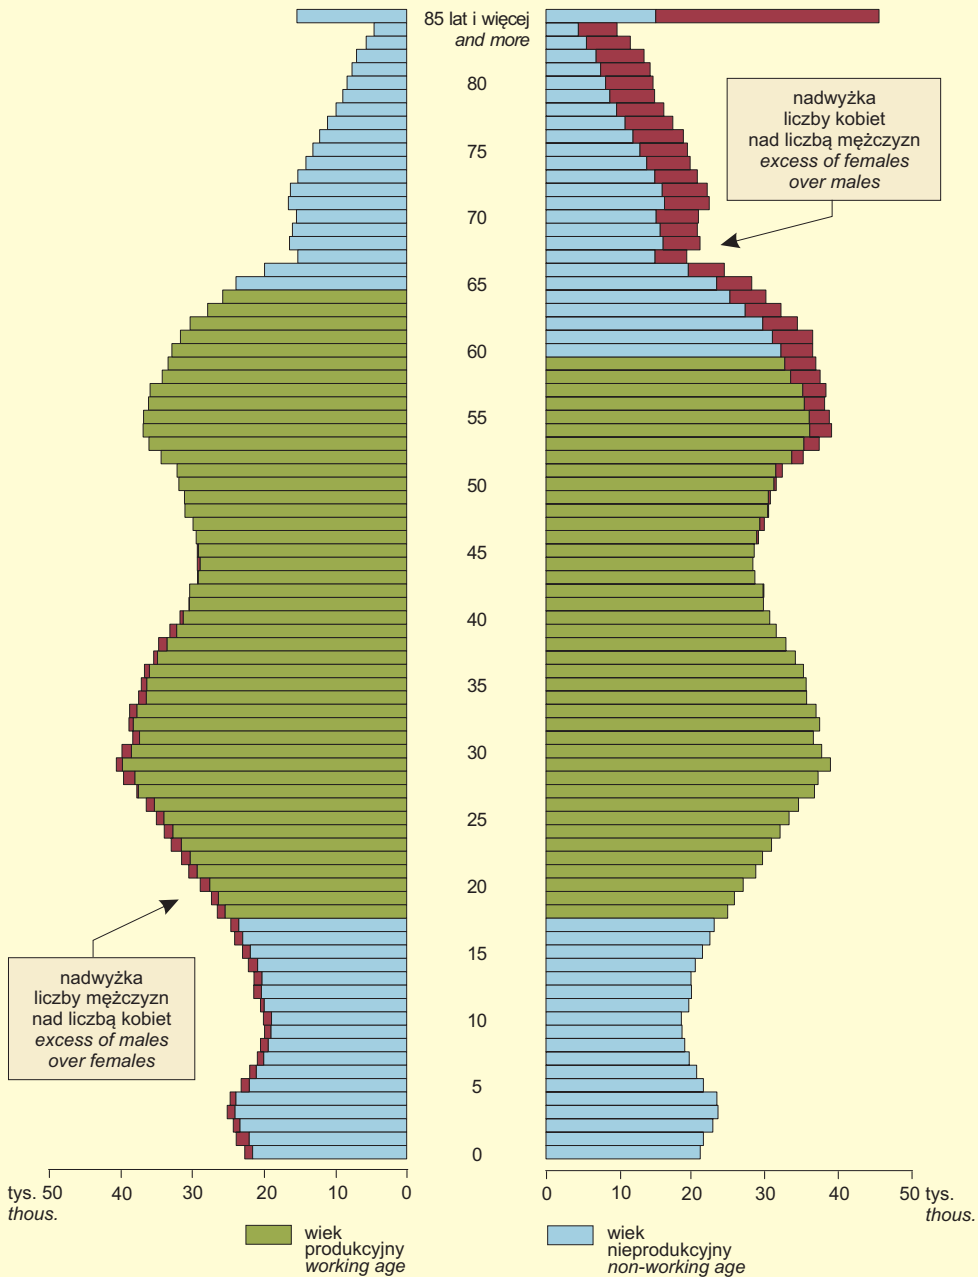 85 lat i więcej
and more
80
75
70
65
60
55
50
45
40
35
30
25
20
15
10
5
0
nadwyżka
liczby kobiet
nad liczbą mężczyzn
excess of females
over males
nadwyżka
liczby mężczyzn
nad liczbą kobiet
excess of males
over females
tys. 50 40 30 20 10 0
thous.
0 10 20 30 40 50 tys.
thous.
wiek
produkcyjny
working age
wiek
nieprodukcyjny
non-working age